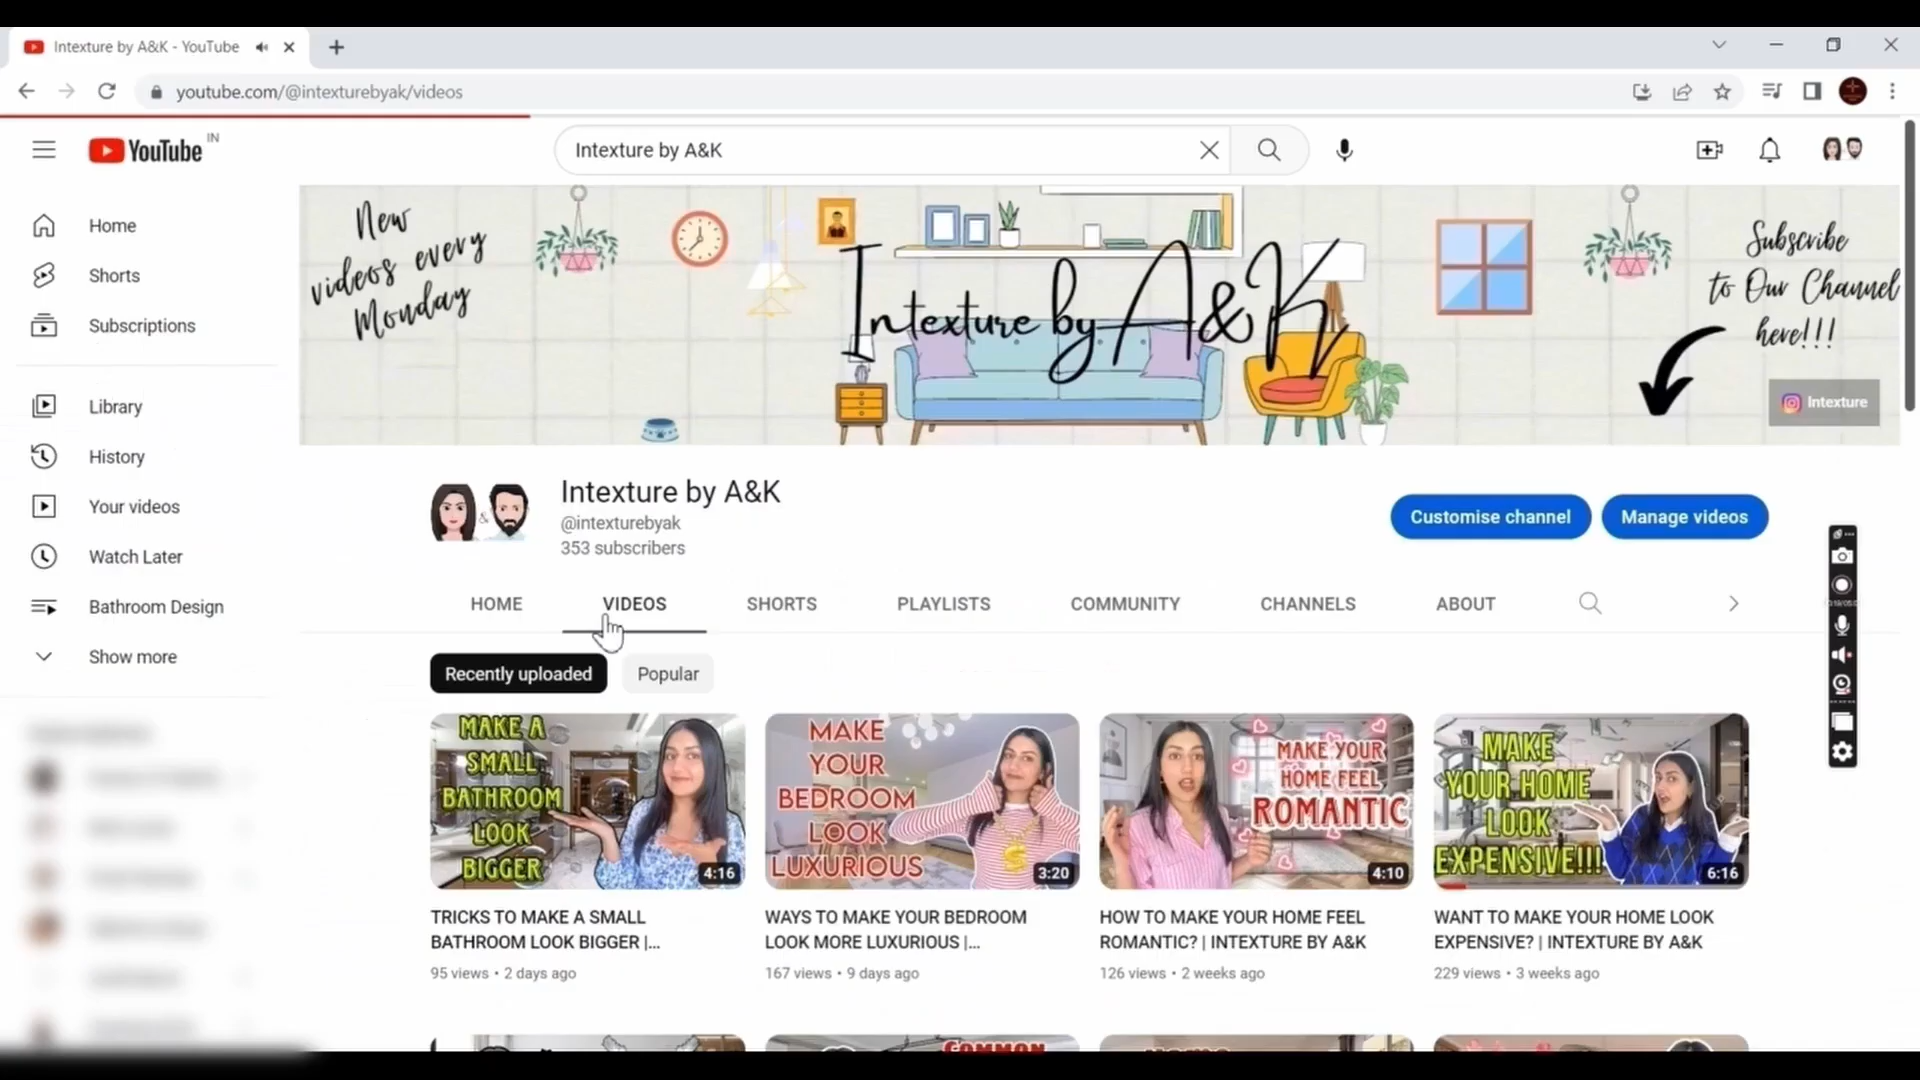 Intexture by A&K - YouTube
youtube.com/@intexturebyak/videos
YouTube IN
Intexture by A&K
Home
Shorts
Subscriptions
Library
History
Your videos
Watch Later
Bathroom Design
Show more
New
videos every
Monday
Intexture by A&K
Subscribe
to Our Channel
here!!!
Intexture
Intexture by A&K
@intexturebyak
353 subscribers
Customise channel
Manage videos
HOME
VIDEOS
SHORTS
PLAYLISTS
COMMUNITY
CHANNELS
ABOUT
Recently uploaded
Popular
MAKE A
SMALL
BATHROOM
LOOK
BIGGER
4:16
TRICKS TO MAKE A SMALL
BATHROOM LOOK BIGGER |...
95 views • 2 days ago
MAKE
YOUR
BEDROOM
LOOK
LUXURIOUS
3:20
WAYS TO MAKE YOUR BEDROOM
LOOK MORE LUXURIOUS |...
167 views • 9 days ago
MAKE YOUR
HOME FEEL
ROMANTIC
4:10
HOW TO MAKE YOUR HOME FEEL
ROMANTIC? | INTEXTURE BY A&K
126 views • 2 weeks ago
MAKE
YOUR HOME
LOOK
EXPENSIVE!!!
6:16
WANT TO MAKE YOUR HOME LOOK
EXPENSIVE? | INTEXTURE BY A&K
229 views • 3 weeks ago
COMMON